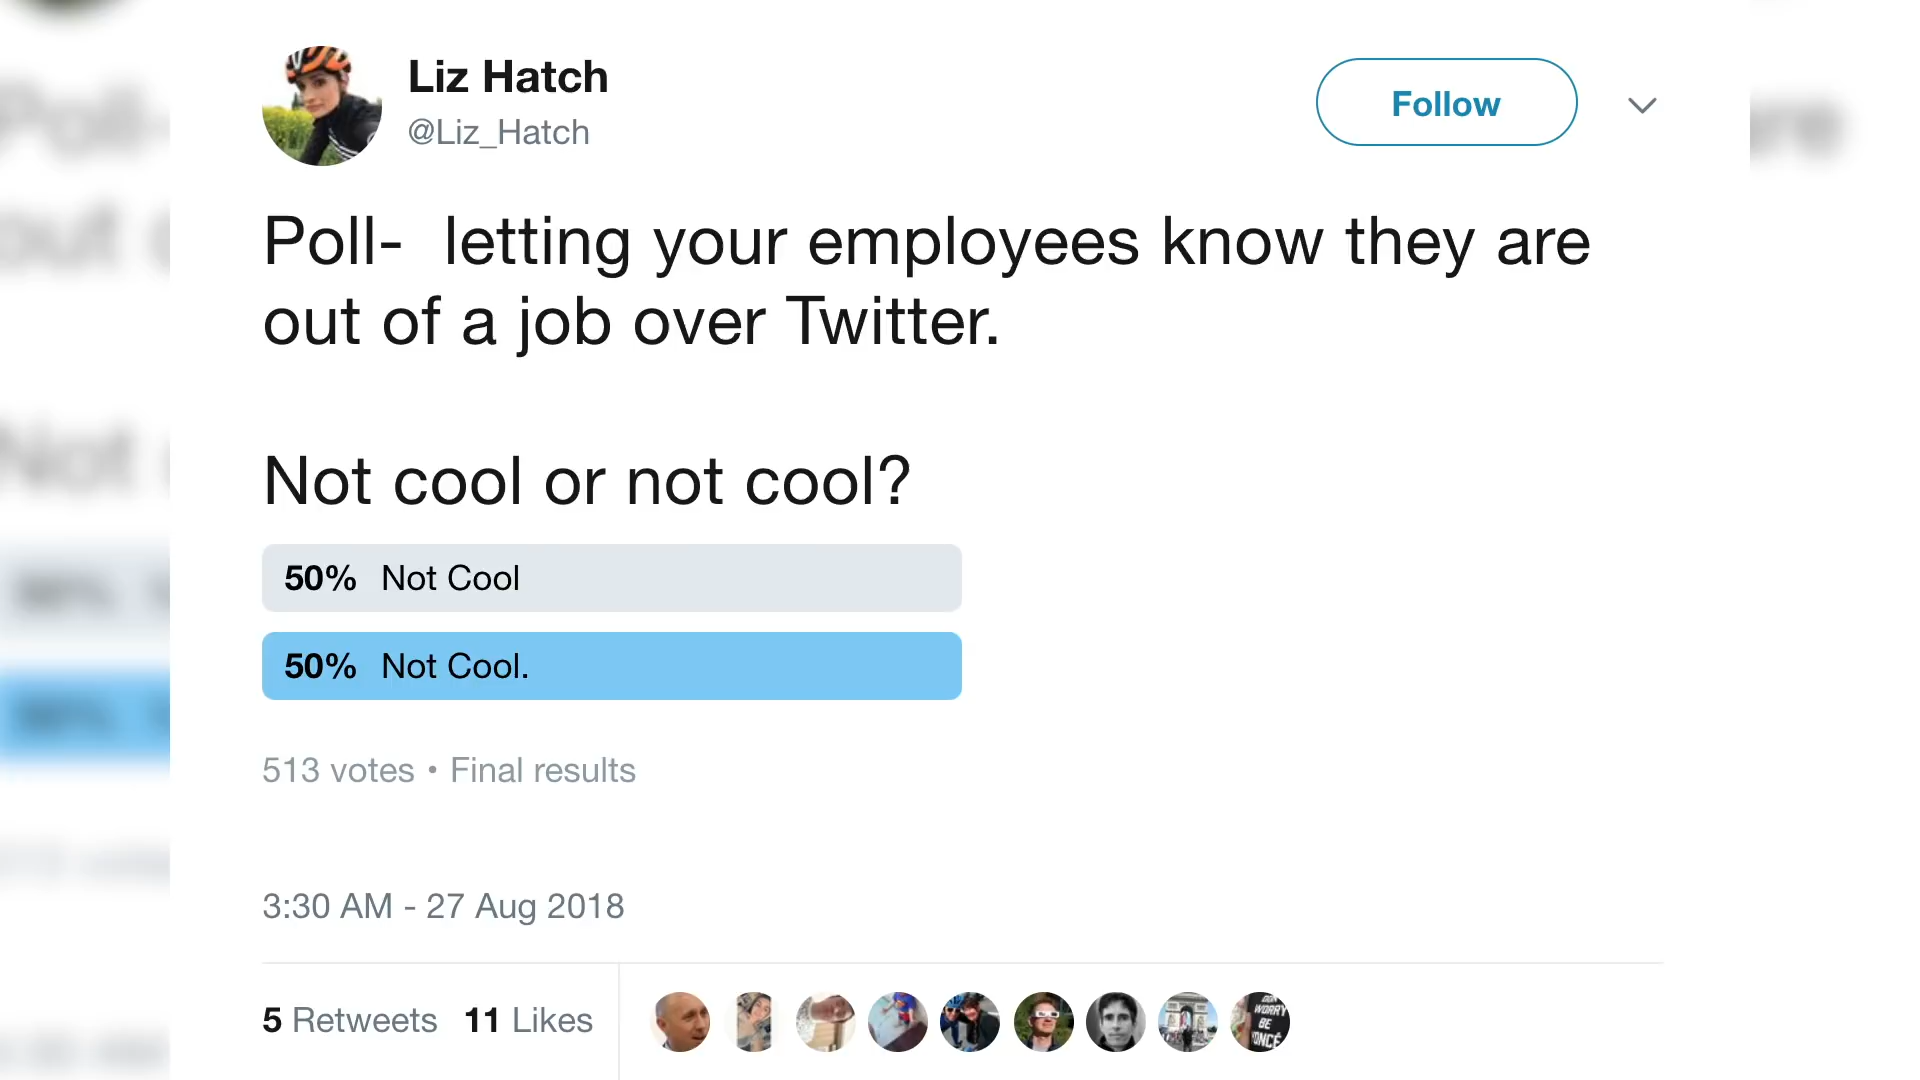 Liz Hatch
@Liz_Hatch
Follow
Poll-  letting your employees know they are
out of a job over Twitter.
Not cool or not cool?
50% Not Cool
50% Not Cool.
513 votes • Final results
3:30 AM - 27 Aug 2018
5 Retweets 11 Likes
WORRY
BE